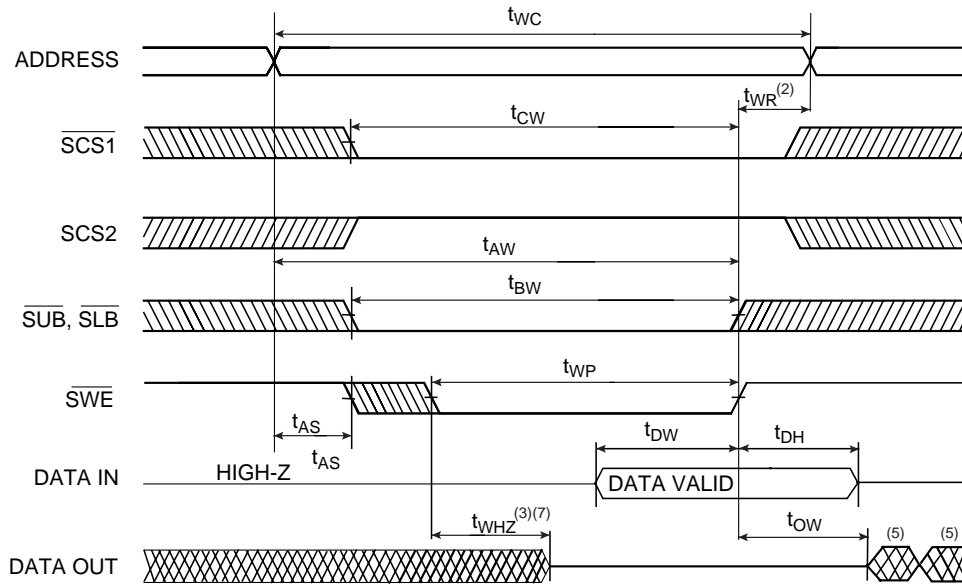 tWC
ADDRESS
tWR(2)
tCW
SCS1
SCS2
tAW
tBW
SUB, SLB
tWP
SWE
tAS
tDW
tDH
tAS
HIGH-Z
DATA IN
DATA VALID
tWHZ(3)(7)
tOW
(5)
(5)
DATA OUT